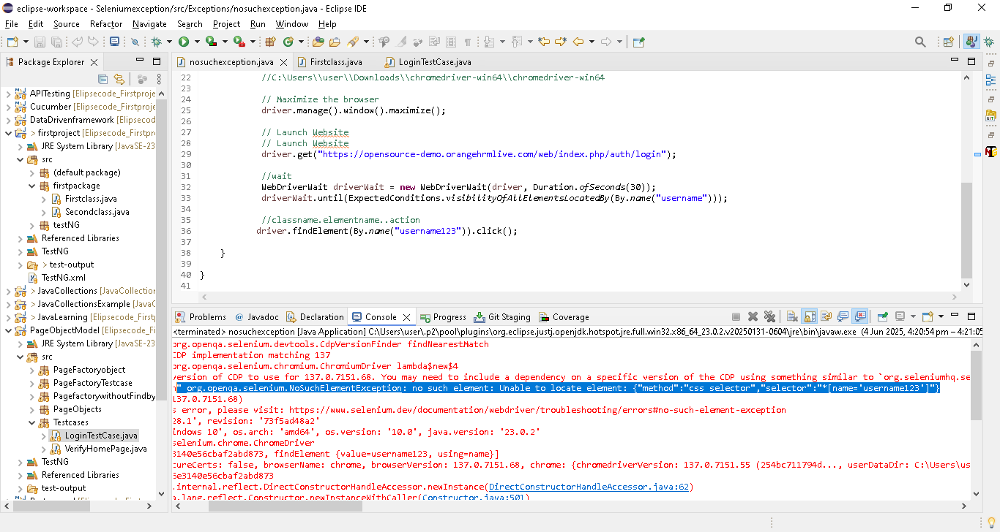 eclipse-workspace - Seleniumexception/src/Exceptions/nosuchexception.java - Eclipse IDE
File Edit Source Refactor Navigate Search Project Run Window Help
Package Explorer
nosuchexception.java Firstclass.java LoginTestCase.java
APITesting [Elipsecode_Firstproje
Cucumber [Elipsecode_Firstproje
DataDrivenframework [Elipsecod
> firstproject [Elipsecode_Firstpr
JRE System Library [JavaSE-23
src
(default package)
firstpackage
Firstclass.java
Secondclass.java
testNG
Referenced Libraries
TestNG
> test-output
TestNG.xml
> JavaCollections [JavaCollection
> JavaCollectionsExample [JavaC
> JavaLearning [Elipsecode_Firstp
PageObjectModel [Elipsecode_F
JRE System Library [JavaSE-23
src
PageFactoryobject
PageFactoryTestcase
PagefactorywithoutFindby
PageObjects
Testcases
LoginTestCase.java
VerifyHomePage.java
TestNG
Referenced Libraries
test-output
22 //C:\Users\\user\\Downloads\\chromedriver-win64\\chromedriver-win64
23
24 // Maximize the browser
25 driver.manage().window().maximize();
26
27 // Launch Website
28 // Launch Website
29 driver.get("https://opensource-demo.orangehrmlive.com/web/index.php/auth/login");
30
31 //wait
32 WebDriverWait driverWait = new WebDriverWait(driver, Duration.ofSeconds(30));
33 driverWait.until(ExpectedConditions.visibilityOfAllElementsLocatedBy(By.name("username")));
34
35 //classname.elementname..action
36 driver.findElement(By.name("username123")).click();
37
38 }
39
40 }
41
Problems Javadoc Declaration Console Progress Git Staging Coverage
<terminated> nosuchexception [Java Application] C:\Users\user\.p2\pool\plugins\org.eclipse.justj.openjdk.hotspot.jre.full.win32.x86_64_23.0.2.v20250131-0604\jre\bin\javaw.exe (4 Jun 2025, 4:20:54 pm – 4:21:05
org.openqa.selenium.devtools.CdpVersionFinder findNearestMatch
CDP implementation matching 137
org.openqa.selenium.chromium.ChromiumDriver lambda$new$4
version of CDP to use for 137.0.7151.68. You may need to include a dependency on a specific version of the CDP using something similar to `org.seleniumhq.se
n" org.openqa.selenium.NoSuchElementException: no such element: Unable to locate element: {"method":"css selector","selector":"*[name='username123']"}
137.0.7151.68)
s error, please visit: https://www.selenium.dev/documentation/webdriver/troubleshooting/errors#no-such-element-exception
28.1', revision: '73f5ad48a2'
indows 10', os.arch: 'amd64', os.version: '10.0', java.version: '23.0.2'
selenium.chrome.ChromeDriver
3140e56cbaf2abd873, findElement {value=username123, using=name}]
cureCerts: false, browserName: chrome, browserVersion: 137.0.7151.68, chrome: {chromedriverVersion: 137.0.7151.55 (254bc711794d..., userDataDir: C:\Users\us
6e3140e56cbaf2abd873
.internal.reflect.DirectConstructorHandleAccessor.newInstance(DirectConstructorHandleAccessor.java:62)
a.lang.reflect.Constructor.newInstanceWithCaller(Constructor.java:501)